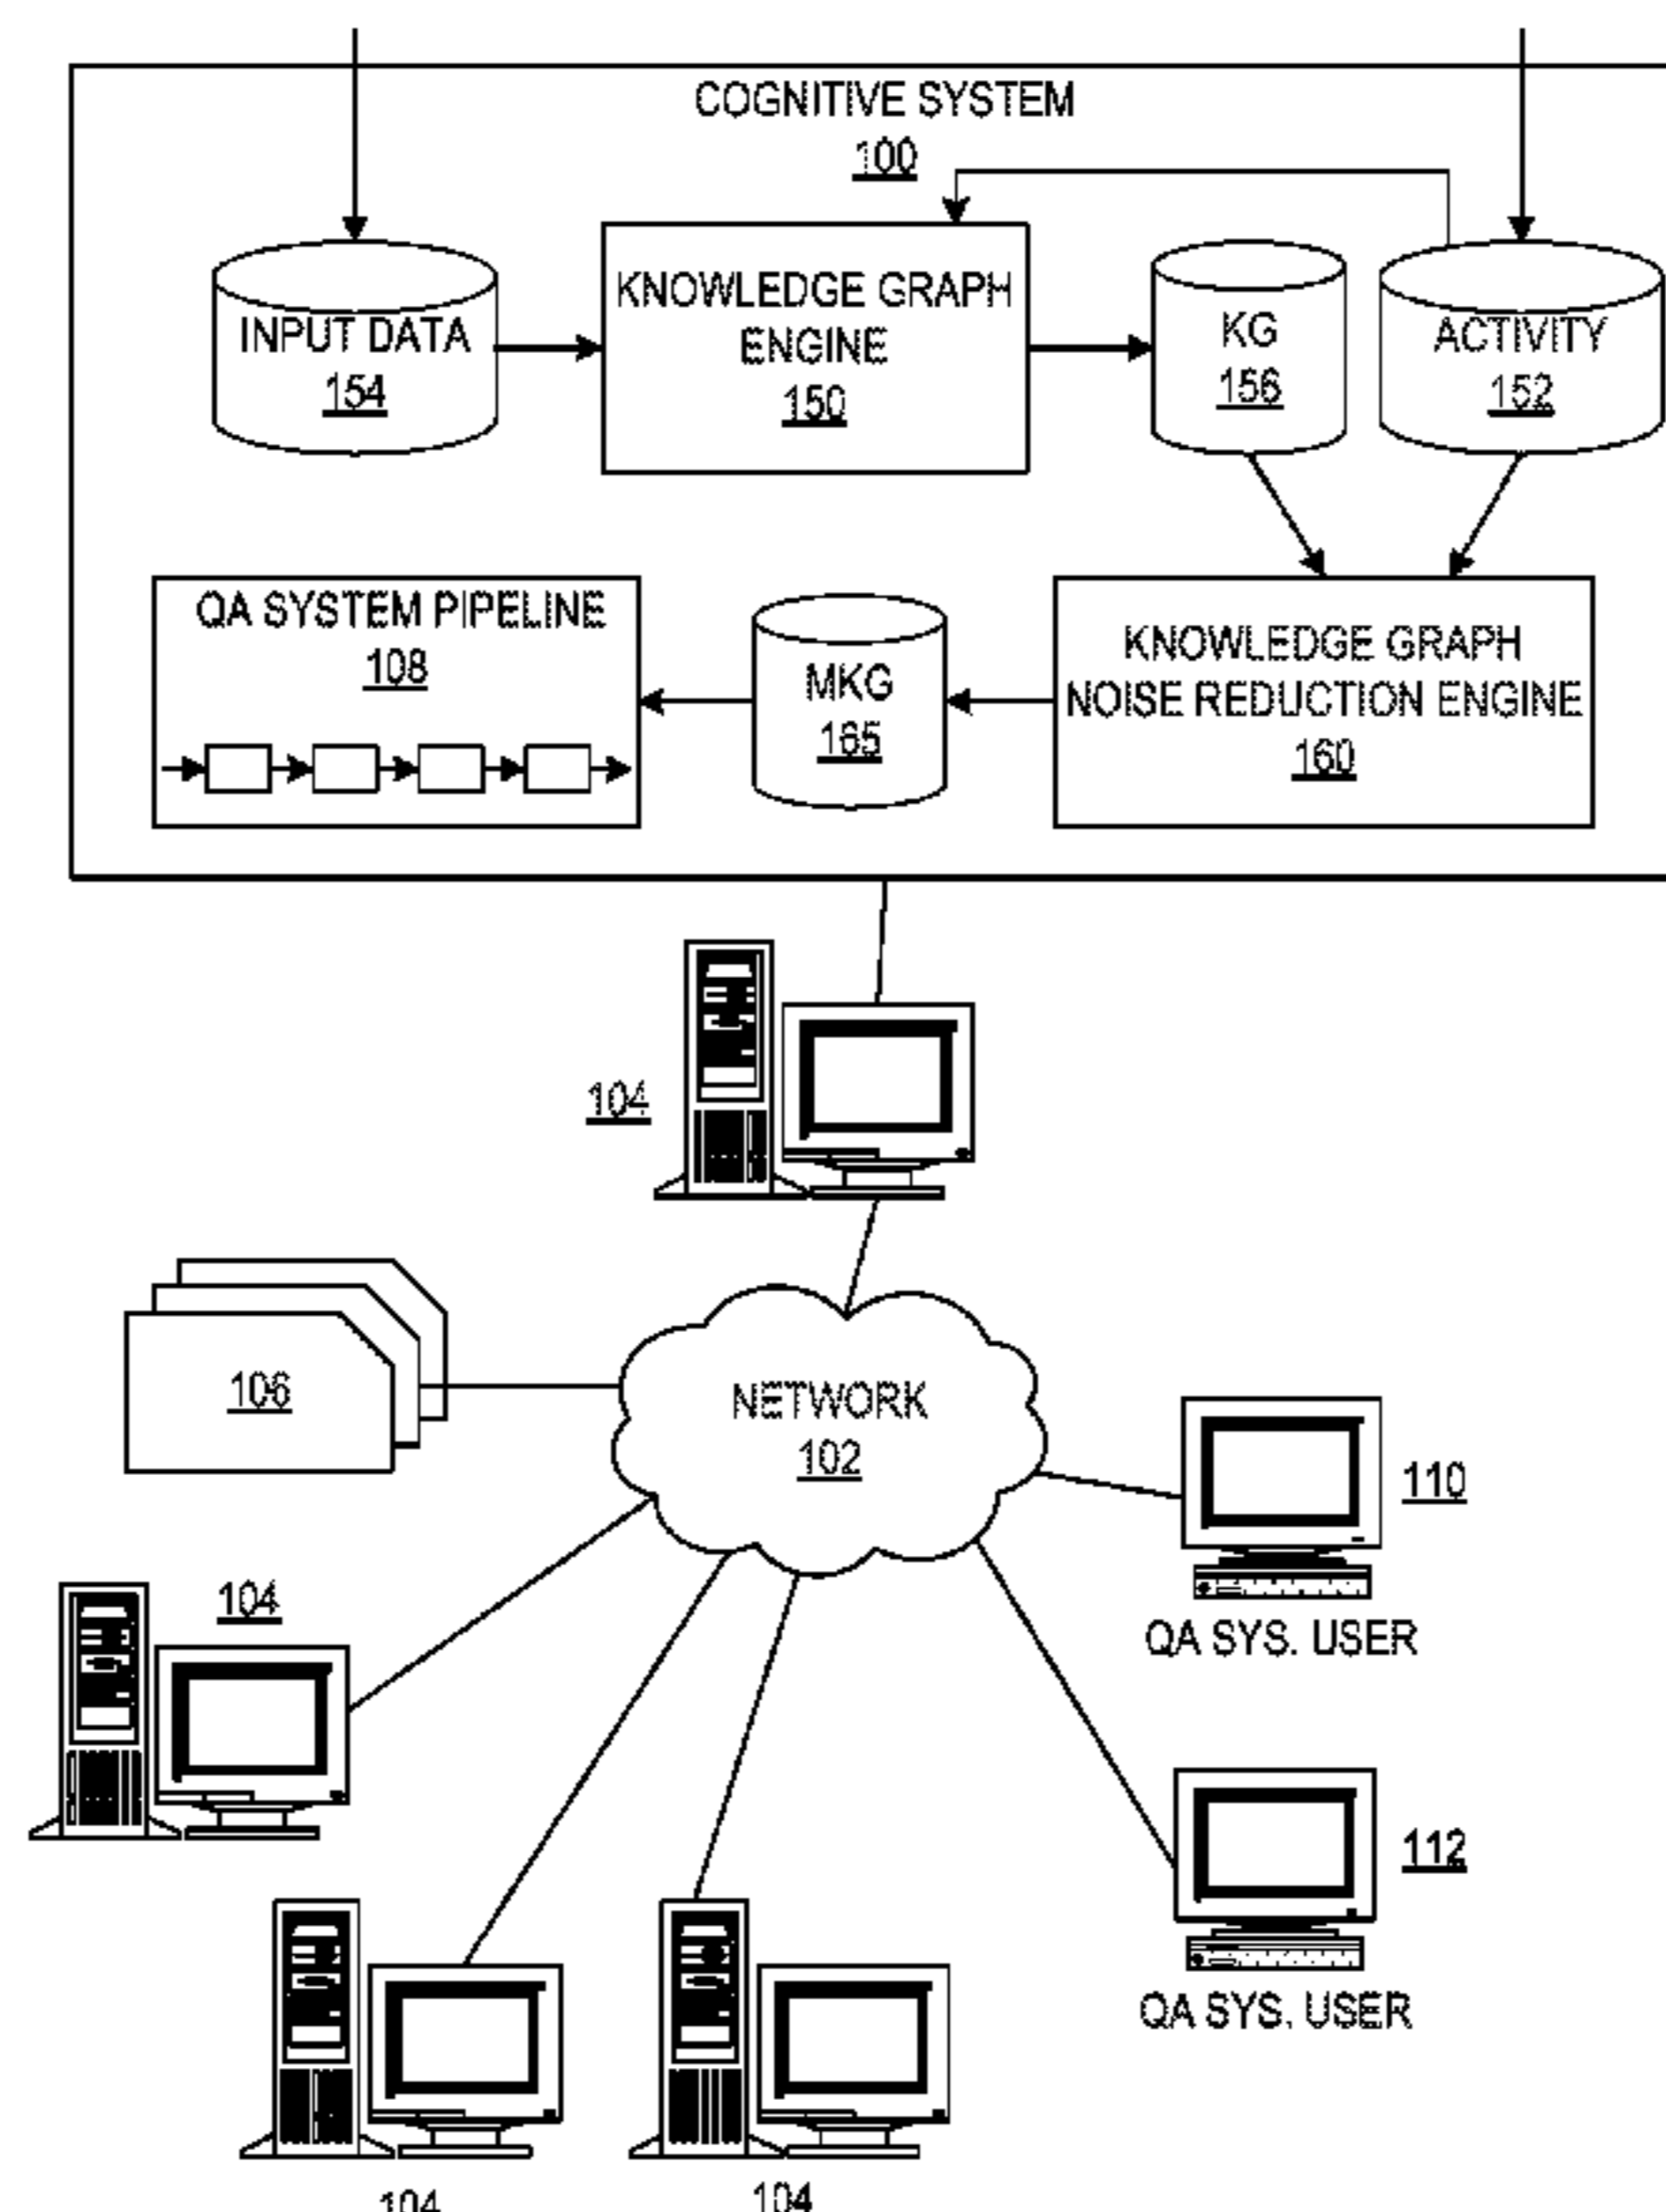 COGNITIVE SYSTEM
100
INPUT DATA
154
KNOWLEDGE GRAPH
ENGINE
150
KG
156
ACTIVITY
152
QA SYSTEM PIPELINE
108
MKG
165
KNOWLEDGE GRAPH
NOISE REDUCTION ENGINE
160
104
106
NETWORK
102
110
QA SYS. USER
104
112
QA SYS. USER
104
104